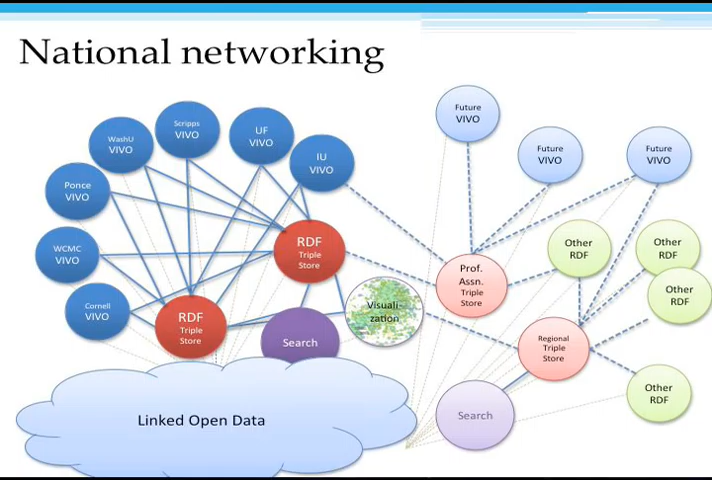 National networking
Future
VIVO
Scripps
VIVO
UF
VIVO
WashU
VIVO
IU
VIVO
Future
VIVO
Future
VIVO
Ponce
VIVO
WCMC
VIVO
RDF
Triple
Store
Other
RDF
Other
RDF
Prof.
Assn.
Triple
Store
Other
RDF
Cornell
VIVO
RDF
Triple
Store
Visuali-
zation
Search
Regional
Triple
Store
Other
RDF
Search
Linked Open Data